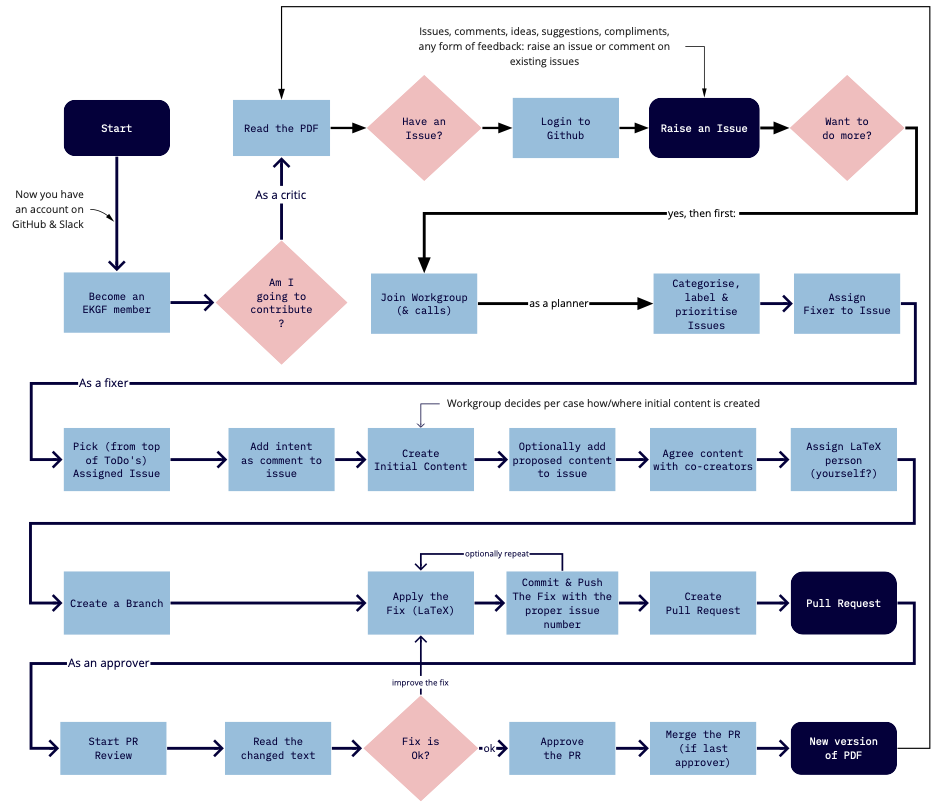 Issues, comments, ideas, suggestions, compliments,
any form of feedback: raise an issue or comment on
existing issues
Start
Read the PDF
Have an
Issue?
Login to
Github
Raise an Issue
Want to
do more?
Now you have
an account on
GitHub & Slack
As a critic
yes, then first:
Become an
EKGF member
Am I
going to
contribute
?
Join Workgroup
(& calls)
as a planner
Categorise,
label &
prioritise
Issues
Assign
Fixer to Issue
As a fixer
Workgroup decides per case how/where initial content is created
Pick (from top
of ToDo's)
Assigned Issue
Add intent
as comment to
issue
Create
Initial Content
Optionally add
proposed content
to issue
Agree content
with co-creators
Assign LaTeX
person
(yourself?)
optionally repeat
Create a Branch
Apply the
Fix (LaTeX)
Commit & Push
The Fix with the
proper issue
number
Create
Pull Request
Pull Request
As an approver
improve the fix
Start PR
Review
Read the
changed text
Fix is
Ok?
ok
Approve
the PR
Merge the PR
(if last
approver)
New version
of PDF